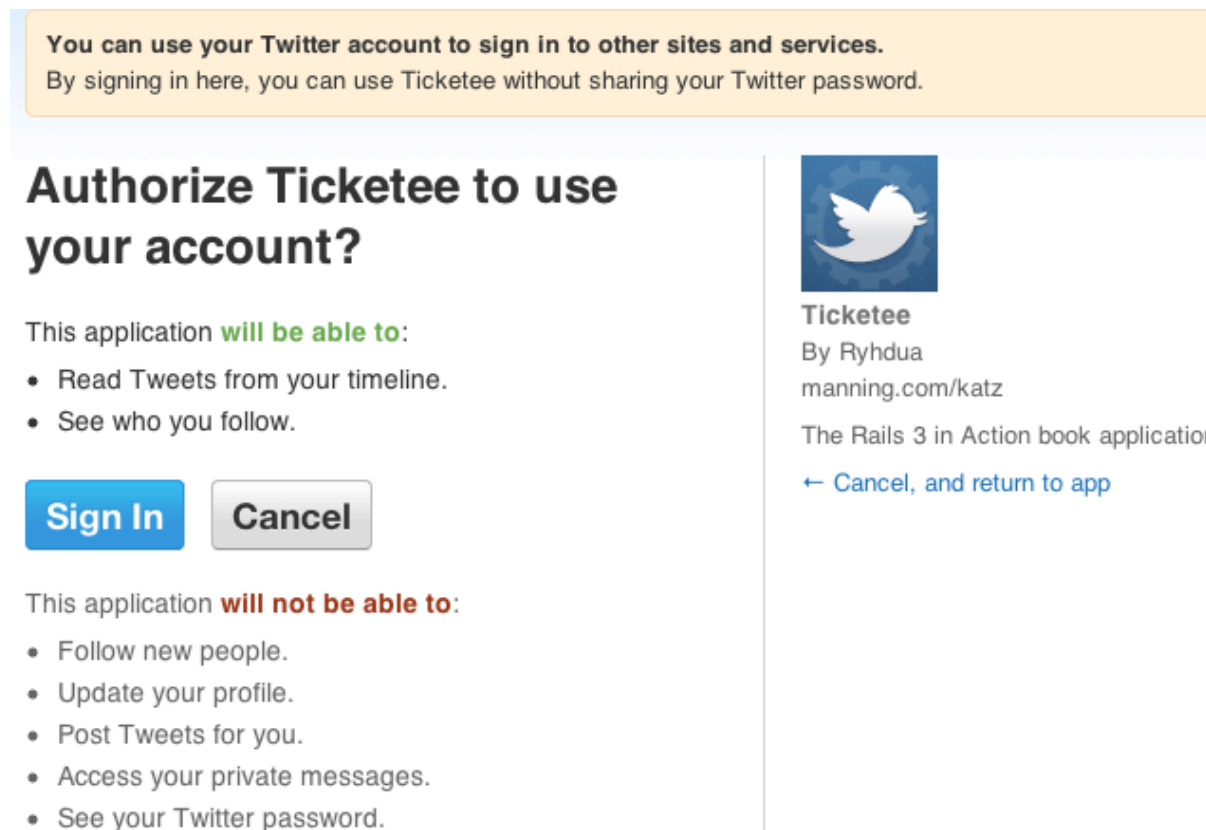 You can use your Twitter account to sign in to other sites and services.
By signing in here, you can use Ticketee without sharing your Twitter password.
Authorize Ticketee to use
your account?
This application will be able to:
• Read Tweets from your timeline.
• See who you follow.
Sign In
Cancel
This application will not be able to:
• Follow new people.
• Update your profile.
• Post Tweets for you.
• Access your private messages.
• See your Twitter password.
Ticketee
By Ryhdua
manning.com/katz
The Rails 3 in Action book
← Cancel, and return to app